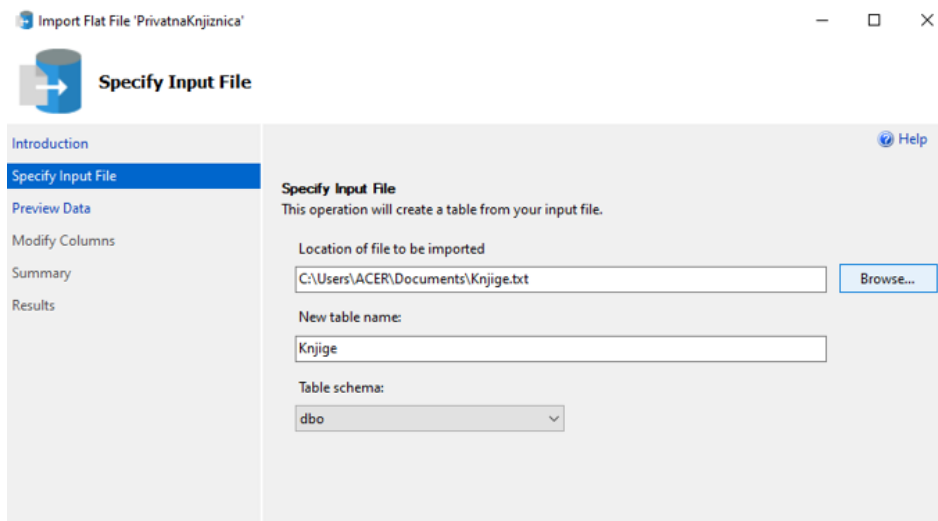 Import Flat File 'PrivatnaKnjiznica'
Specify Input File
Help
Introduction
Specify Input File
Preview Data
Modify Columns
Summary
Results
Specify Input File
This operation will create a table from your input file.
Location of file to be imported
C:\Users\ACER\Documents\Knjige.txt
Browse...
New table name:
Knjige
Table schema:
dbo